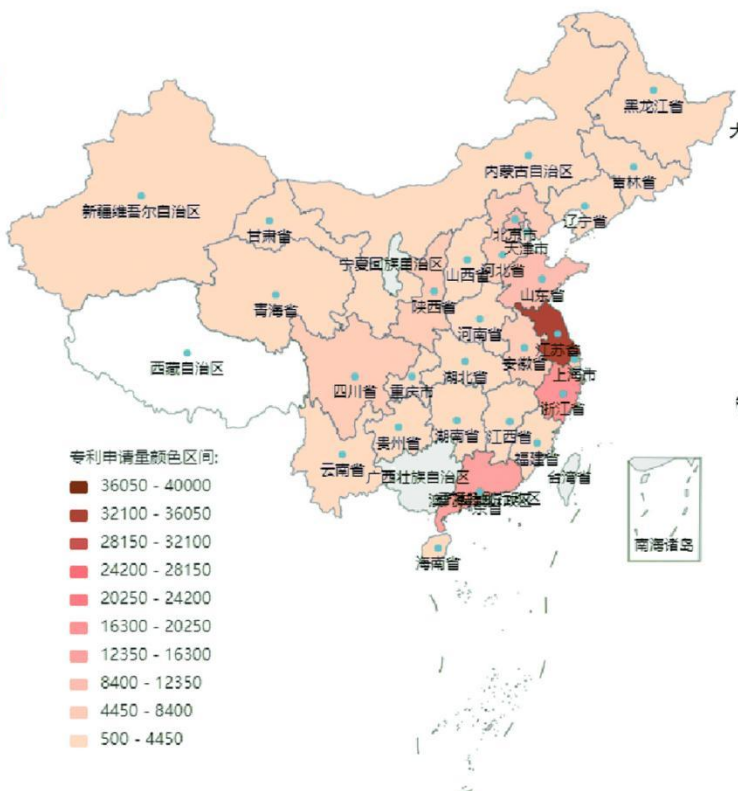 黑龙江省
内蒙古自治区
吉林省
新疆维吾尔自治区
辽宁省
甘肃省
北京市
天津市
宁夏回族自治区
山西省
河北省
青海省
山东省
陕西省
河南省
江苏省
西藏自治区
安徽省
上海市
四川省
重庆市
湖北省
浙江省
贵州省
湖南省
江西省
专利申请量颜色区间:
福建省
云南省
广西壮族自治区
台湾省
36050 - 40000
32100 - 36050
28150 - 32100
南海诸岛
海南省
24200 - 28150
20250 - 24200
16300 - 20250
12350 - 16300
8400 - 12350
4450 - 8400
500 - 4450